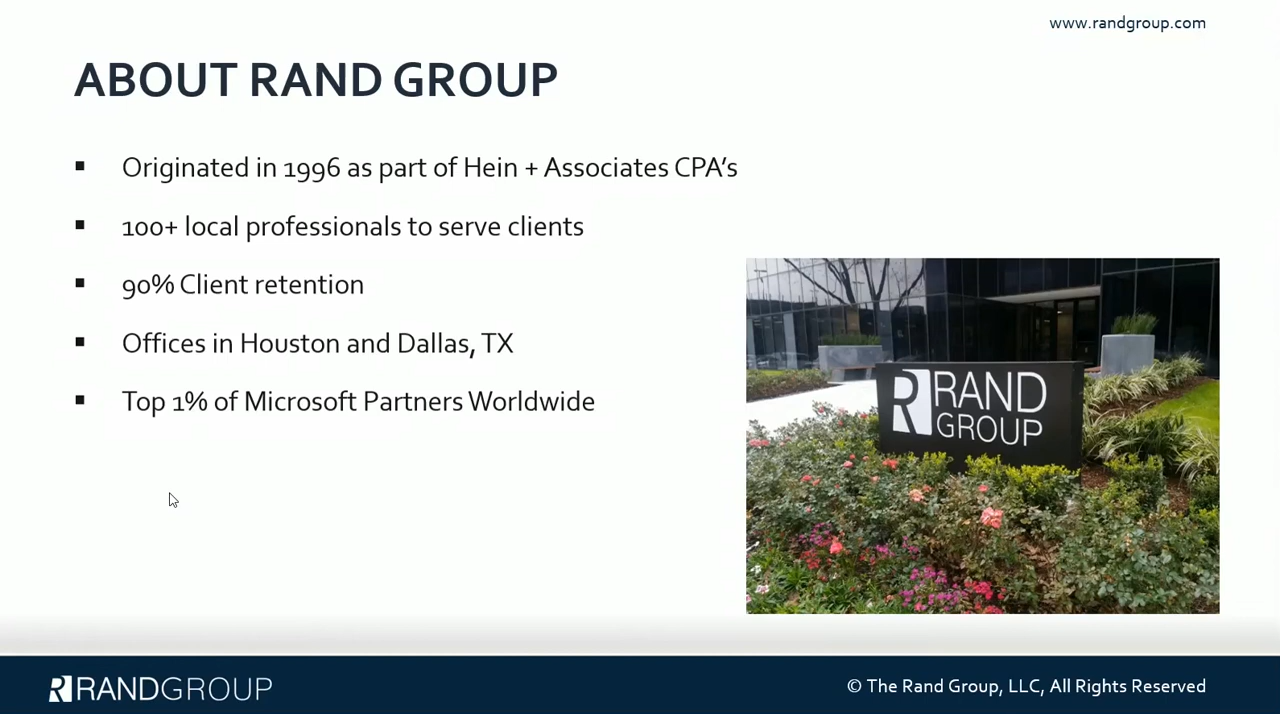 www.randgroup.com
ABOUT RAND GROUP
▪ Originated in 1996 as part of Hein + Associates CPA's
▪ 100+ local professionals to serve clients
▪ 90% Client retention
▪ Offices in Houston and Dallas, TX
▪ Top 1% of Microsoft Partners Worldwide
R RAND
GROUP
RANDGROUP
© The Rand Group, LLC, All Rights Reserved